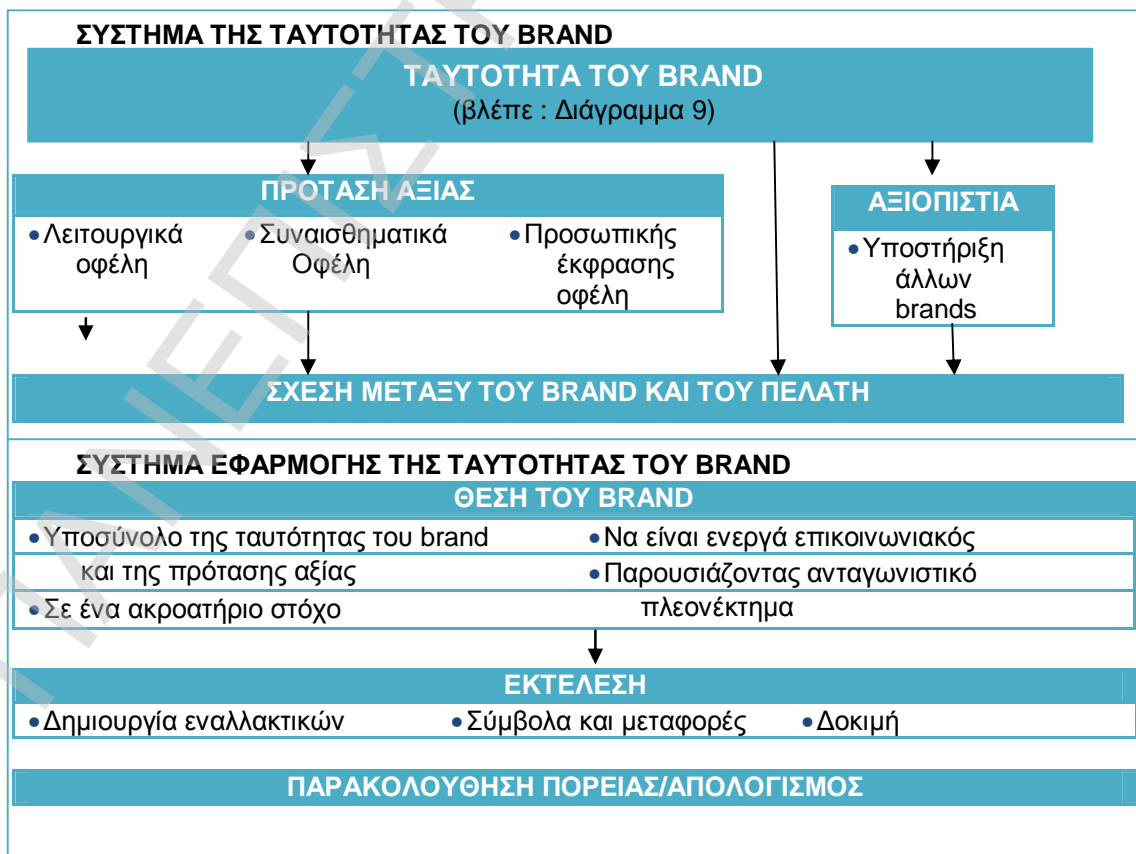 ΣΥΣΤΗΜΑ ΤΗΣ ΤΑΥΤΟΤΗΤΑΣ ΤΟΥ BRAND
ΤΑΥΤΟΤΗΤΑ ΤΟΥ BRAND
(βλέπε : Διάγραμμα 9)
ΠΡΟΤΑΣΗ ΑΞΙΑΣ
•Λειτουργικά
οφέλη
•Συναισθηματικά
Οφέλη
•Προσωπικής
έκφρασης
οφέλη
ΑΞΙΟΠΙΣΤΙΑ
•Υποστήριξη
άλλων
brands
ΣΧΕΣΗ ΜΕΤΑΞΥ ΤΟΥ BRAND ΚΑΙ ΤΟΥ ΠΕΛΑΤΗ
ΣΥΣΤΗΜΑ ΕΦΑΡΜΟΓΗΣ ΤΗΣ ΤΑΥΤΟΤΗΤΑΣ ΤΟΥ BRAND
ΘΕΣΗ ΤΟΥ BRAND
•Υποσύνολο της ταυτότητας του brand
και της πρότασης αξίας
•Σε ένα ακροατήριο στόχο
•Να είναι ενεργά επικοινωνιακός
•Παρουσιάζοντας ανταγωνιστικό
πλεονέκτημα
ΕΚΤΕΛΕΣΗ
•Δημιουργία εναλλακτικών •Σύμβολα και μεταφορές •Δοκιμή
ΠΑΡΑΚΟΛΟΥΘΗΣΗ ΠΟΡΕΙΑΣ/ΑΠΟΛΟΓΙΣΜΟΣ